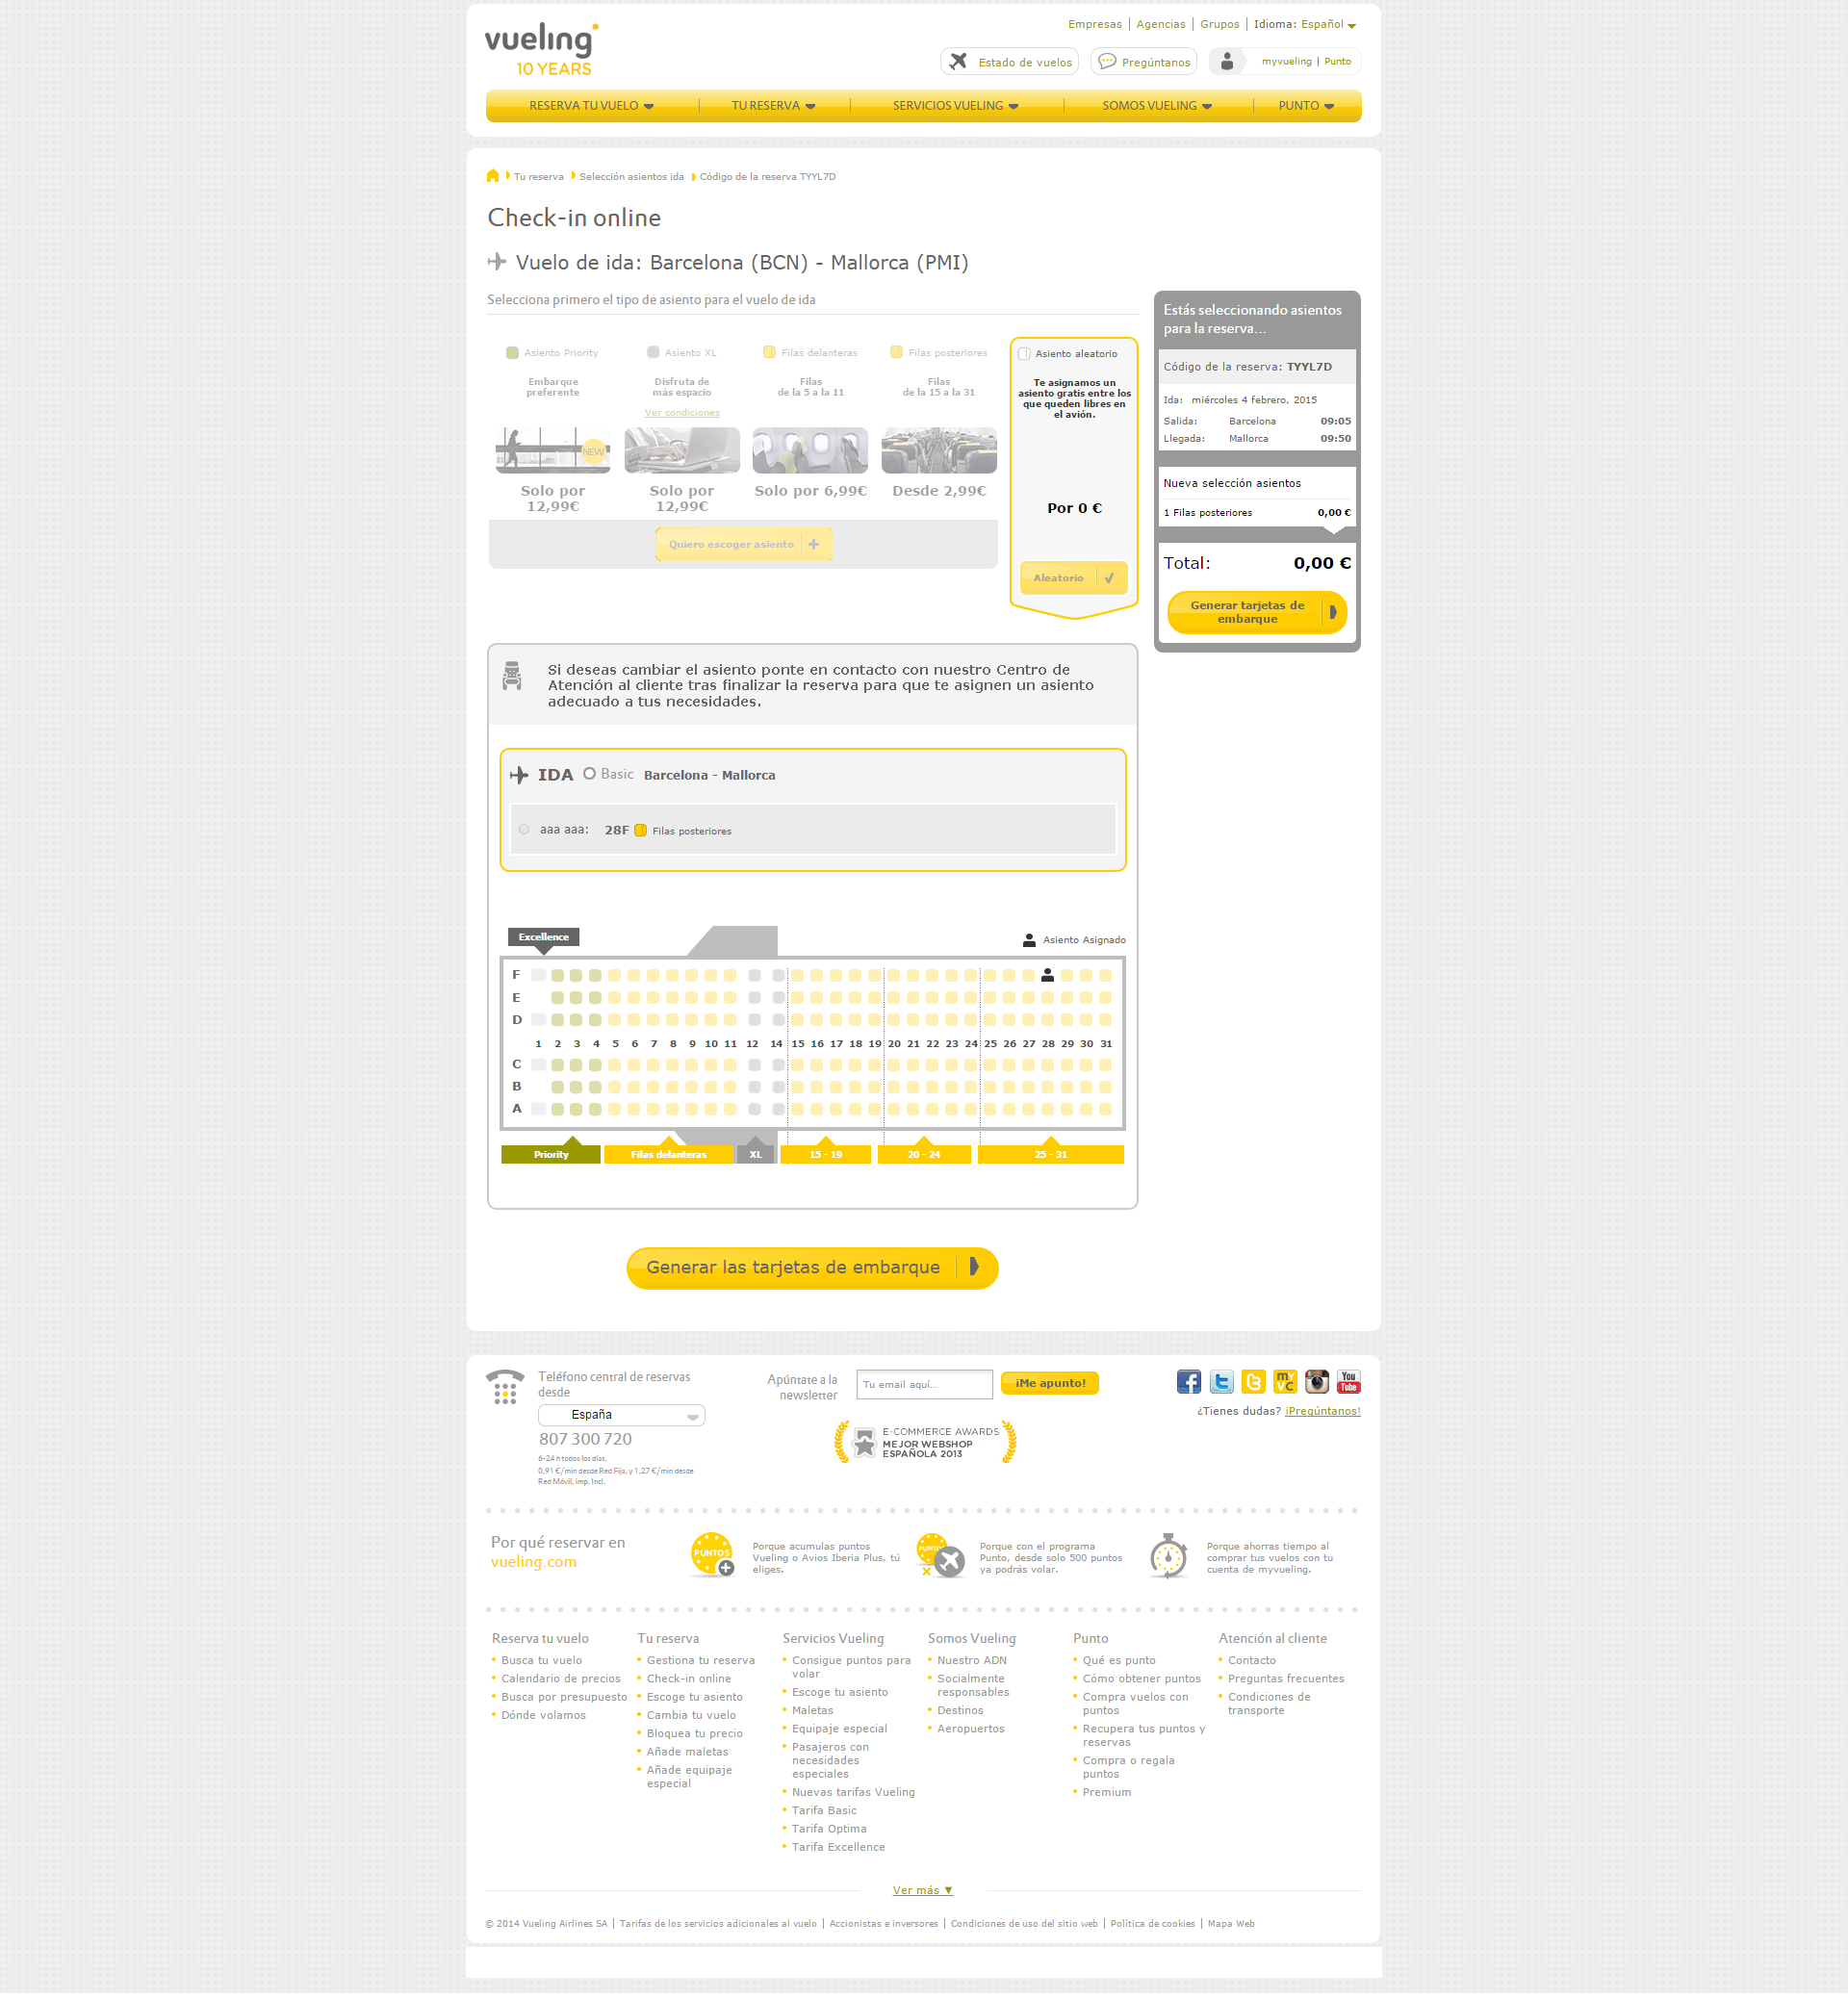 vueling
10 YEARS
Empresas | Agencias | Grupos | Idioma: Español
Estado de vuelos
Pregúntanos
myvueling | Punto
RESERVA TU VUELO
TU RESERVA
SERVICIOS VUELING
SOMOS VUELING
PUNTO
Tu reserva
Selección asientos ida
Código de la reserva TYYL7D
Check-in online
Vuelo de ida: Barcelona (BCN) - Mallorca (PMI)
Selecciona primero el tipo de asiento para el vuelo de ida
Asiento Priority
Embarque
preferente
NEW
Solo por
12,99€
Asiento XL
Disfruta de
más espacio
Ver condiciones
Solo por
12,99€
Filas delanteras
Filas
de la 5 a la 11
Solo por 6,99€
Filas posteriores
Filas
de la 15 a la 31
Desde 2,99€
Quiero escoger asiento
Asiento aleatorio
Te asignamos un
asiento gratis entre los
que queden libres en
el avión.
Por 0 €
Aleatorio
Estás seleccionando asientos
para la reserva...
Código de la reserva: TYYL7D
Ida: miércoles 4 febrero, 2015
Salida: Barcelona 09:05
Llegada: Mallorca 09:50
Nueva selección asientos
1 Filas posteriores 0,00 €
Total: 0,00 €
Generar tarjetas de
embarque
Si deseas cambiar el asiento ponte en contacto con nuestro Centro de
Atención al cliente tras finalizar la reserva para que te asignen un asiento
adecuado a tus necesidades.
IDA Basic Barcelona - Mallorca
aaa aaa: 28F Filas posteriores
Excellence
Asiento Asignado
F
E
D
1 2 3 4 5 6 7 8 9 10 11 12 14 15 16 17 18 19 20 21 22 23 24 25 26 27 28 29 30 31
C
B
A
Priority
Filas delanteras
XL
15 - 19
20 - 24
25 - 31
Generar las tarjetas de embarque
Teléfono central de reservas
desde
España
807 300 720
6-24 h todos los días.
0,91 €/min desde Red Fija, y 1,27 €/min desde
Red Móvil, imp. Incl.
Apúntate a la
newsletter
Tu email aquí...
¡Me apunto!
E-COMMERCE AWARDS
MEJOR WEBSHOP
ESPAÑOLA 2013
MYVC
You
Tube
¿Tienes dudas? ¡Pregúntanos!
Por qué reservar en
vueling.com
PUNTOS
Porque acumulas puntos
Vueling o Avios Iberia Plus, tú
eliges.
Porque con el programa
Punto, desde solo 500 puntos
ya podrás volar.
Porque ahorras tiempo al
comprar tus vuelos con tu
cuenta de myvueling.
Reserva tu vuelo
Busca tu vuelo
Calendario de precios
Busca por presupuesto
Dónde volamos
Tu reserva
Gestiona tu reserva
Check-in online
Escoge tu asiento
Cambia tu vuelo
Bloquea tu precio
Añade maletas
Añade equipaje
especial
Servicios Vueling
Consigue puntos para
volar
Escoge tu asiento
Maletas
Equipaje especial
Pasajeros con
necesidades
especiales
Nuevas tarifas Vueling
Tarifa Basic
Tarifa Optima
Tarifa Excellence
Somos Vueling
Nuestro ADN
Socialmente
responsables
Destinos
Aeropuertos
Punto
Qué es punto
Cómo obtener puntos
Compra vuelos con
puntos
Recupera tus puntos y
reservas
Compra o regala
puntos
Premium
Atención al cliente
Contacto
Preguntas frecuentes
Condiciones de
transporte
Ver más ▼
© 2014 Vueling Airlines SA | Tarifas de los servicios adicionales al vuelo | Accionistas e inversores | Condiciones de uso del sitio web | Política de cookies | Mapa Web